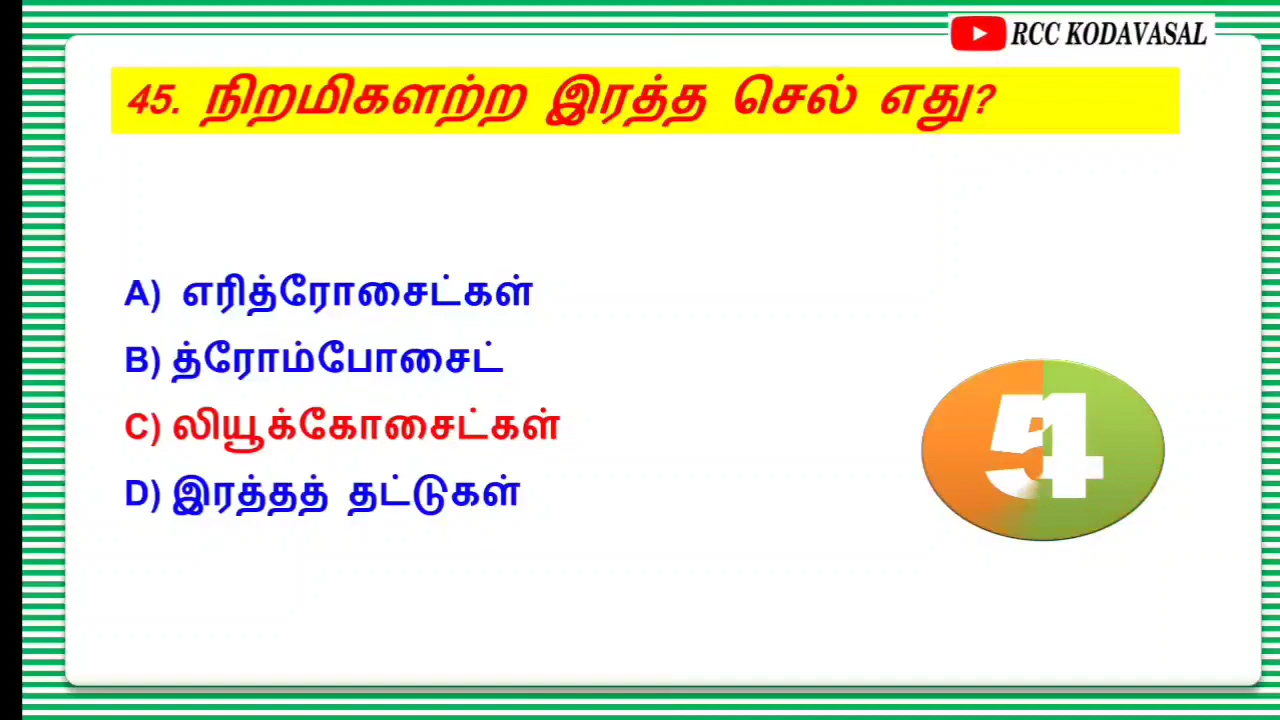 RCC KODAVASAL
45. நிறமிகளற்ற இரத்த செல் எது?
A) எரித்ரோசைட்கள்
B) த்ரோம்போசைட்
C) லியூக்கோசைட்கள்
D) இரத்தத் தட்டுகள்